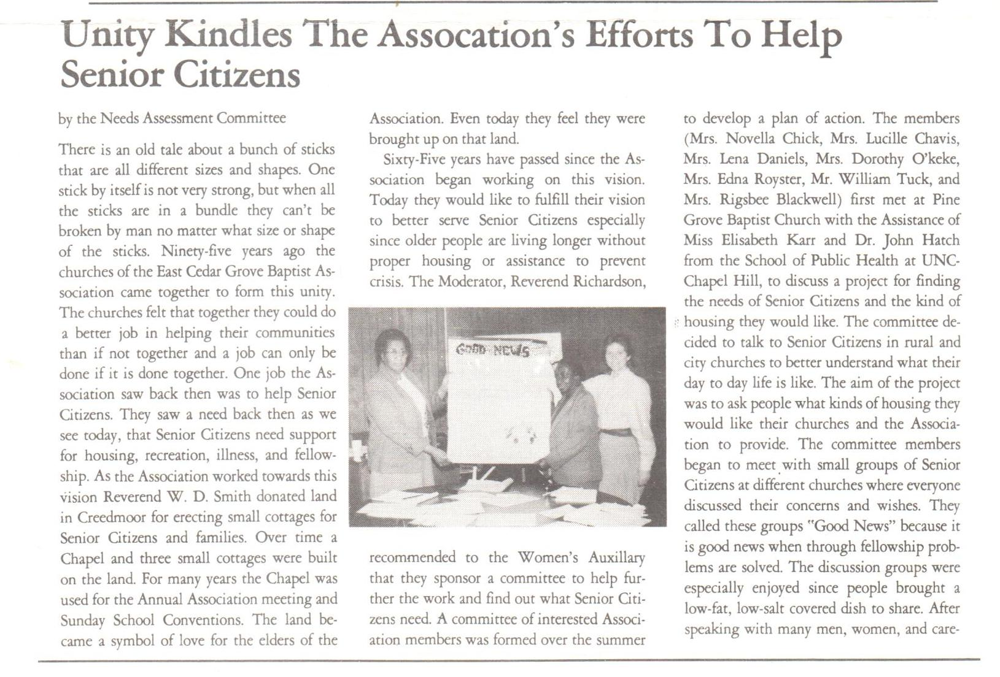 Unity Kindles The Assocation's Efforts To Help
Senior Citizens
by the Needs Assessment Committee
There is an old tale about a bunch of sticks
that are all different sizes and shapes. One
stick by itself is not very strong, but when all
the sticks are in a bundle they can't be
broken by man no matter what size or shape
of the sticks. Ninety-five years ago the
churches of the East Cedar Grove Baptist As-
sociation came together to form this unity.
The churches felt that together they could do
a better job in helping their communities
than if not together and a job can only be
done if it is done together. One job the As-
sociation saw back then was to help Senior
Citizens. They saw a need back then as we
see today, that Senior Citizens need support
for housing, recreation, illness, and fellow-
ship. As the Association worked towards this
vision Reverend W. D. Smith donated land
in Creedmoor for erecting small cottages for
Senior Citizens and families. Over time a
Chapel and three small cottages were built
on the land. For many years the Chapel was
used for the Annual Association meeting and
Sunday School Conventions. The land be-
came a symbol of love for the elders of the
Association. Even today they feel they were
brought up on that land.
Sixty-Five years have passed since the As-
sociation began working on this vision.
Today they would like to fulfill their vision
to better serve Senior Citizens especially
since older people are living longer without
proper housing or assistance to prevent
crisis. The Moderator, Reverend Richardson,
GOOD NEWS
recommended to the Women's Auxillary
that they sponsor a committee to help fur-
ther the work and find out what Senior Citi-
zens need. A committee of interested Associ-
ation members was formed over the summer
to develop a plan of action. The members
(Mrs. Novella Chick, Mrs. Lucille Chavis,
Mrs. Lena Daniels, Mrs. Dorothy O'keke,
Mrs. Edna Royster, Mr. William Tuck, and
Mrs. Rigsbee Blackwell) first met at Pine
Grove Baptist Church with the Assistance of
Miss Elisabeth Karr and Dr. John Hatch
from the School of Public Health at UNC-
Chapel Hill, to discuss a project for finding
the needs of Senior Citizens and the kind of
housing they would like. The committee de-
cided to talk to Senior Citizens in rural and
city churches to better understand what their
day to day life is like. The aim of the project
was to ask people what kinds of housing they
would like their churches and the Associa-
tion to provide. The committee members
began to meet with small groups of Senior
Citizens at different churches where everyone
discussed their concerns and wishes. They
called these groups "Good News" because it
is good news when through fellowship prob-
lems are solved. The discussion groups were
especially enjoyed since people brought a
low-fat, low-salt covered dish to share. After
speaking with many men, women, and care-